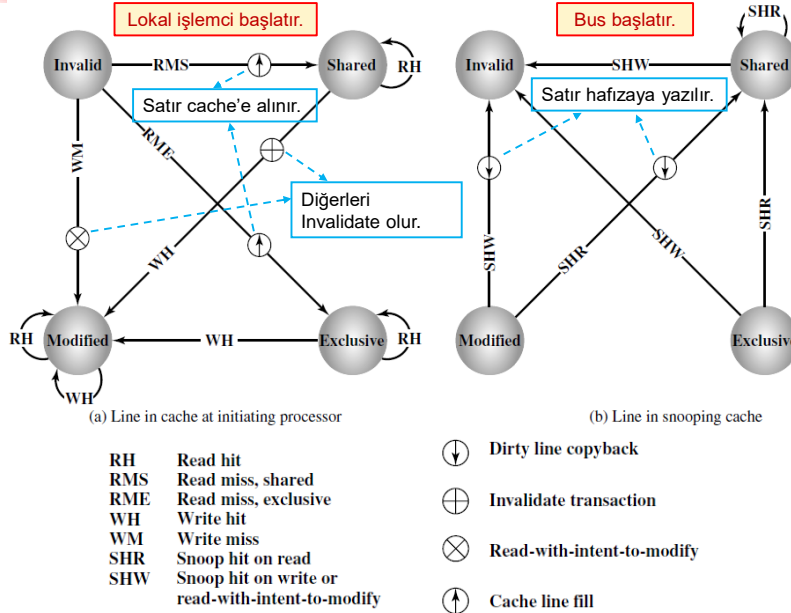 Lokal işlemci başlatır.
Bus başlatır.
SHR
Invalid
RMS
Shared
RH
Invalid
SHW
Shared
Satır cache'e alınır.
Satır hafızaya yazılır.
WM
RME
Diğerleri
Invalidate olur.
WH
SHW
SHR
SHW
SHR
RH
Modified
WH
Exclusive
RH
Modified
Exclusive
WH
(a) Line in cache at initiating processor
(b) Line in snooping cache
RH Read hit
RMS Read miss, shared
RME Read miss, exclusive
WH Write hit
WM Write miss
SHR Snoop hit on read
SHW Snoop hit on write or
read-with-intent-to-modify
Dirty line copyback
Invalidate transaction
Read-with-intent-to-modify
Cache line fill